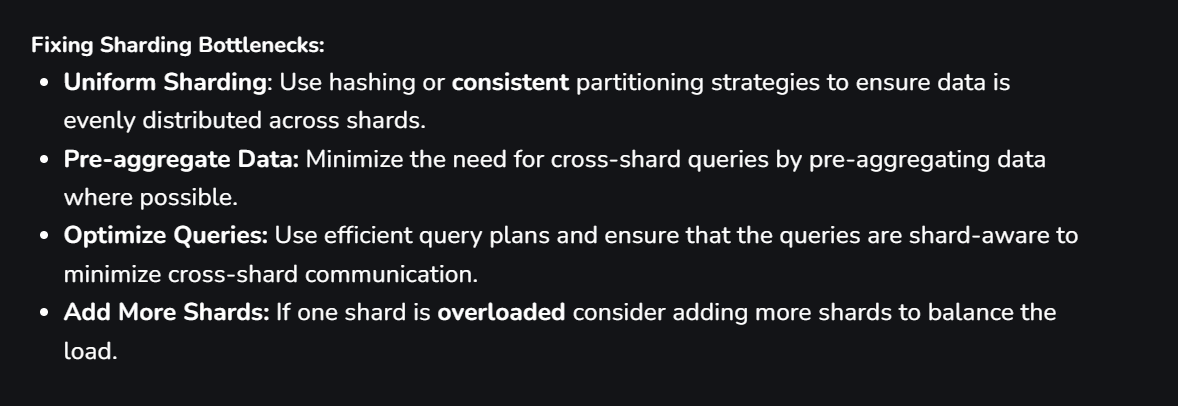 Fixing Sharding Bottlenecks:
• Uniform Sharding: Use hashing or consistent partitioning strategies to ensure data is
evenly distributed across shards.
• Pre-aggregate Data: Minimize the need for cross-shard queries by pre-aggregating data
where possible.
• Optimize Queries: Use efficient query plans and ensure that the queries are shard-aware to
minimize cross-shard communication.
• Add More Shards: If one shard is overloaded consider adding more shards to balance the
load.